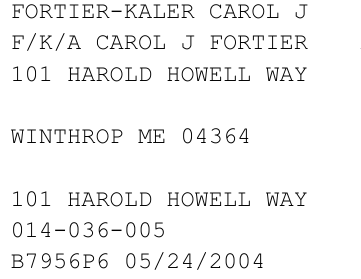 FORTIER-KALER CAROL J
F/K/A CAROL J FORTIER
101 HAROLD HOWELL WAY
WINTHROP ME 04364
101 HAROLD HOWELL WAY
014-036-005
B7956P6 05/24/2004